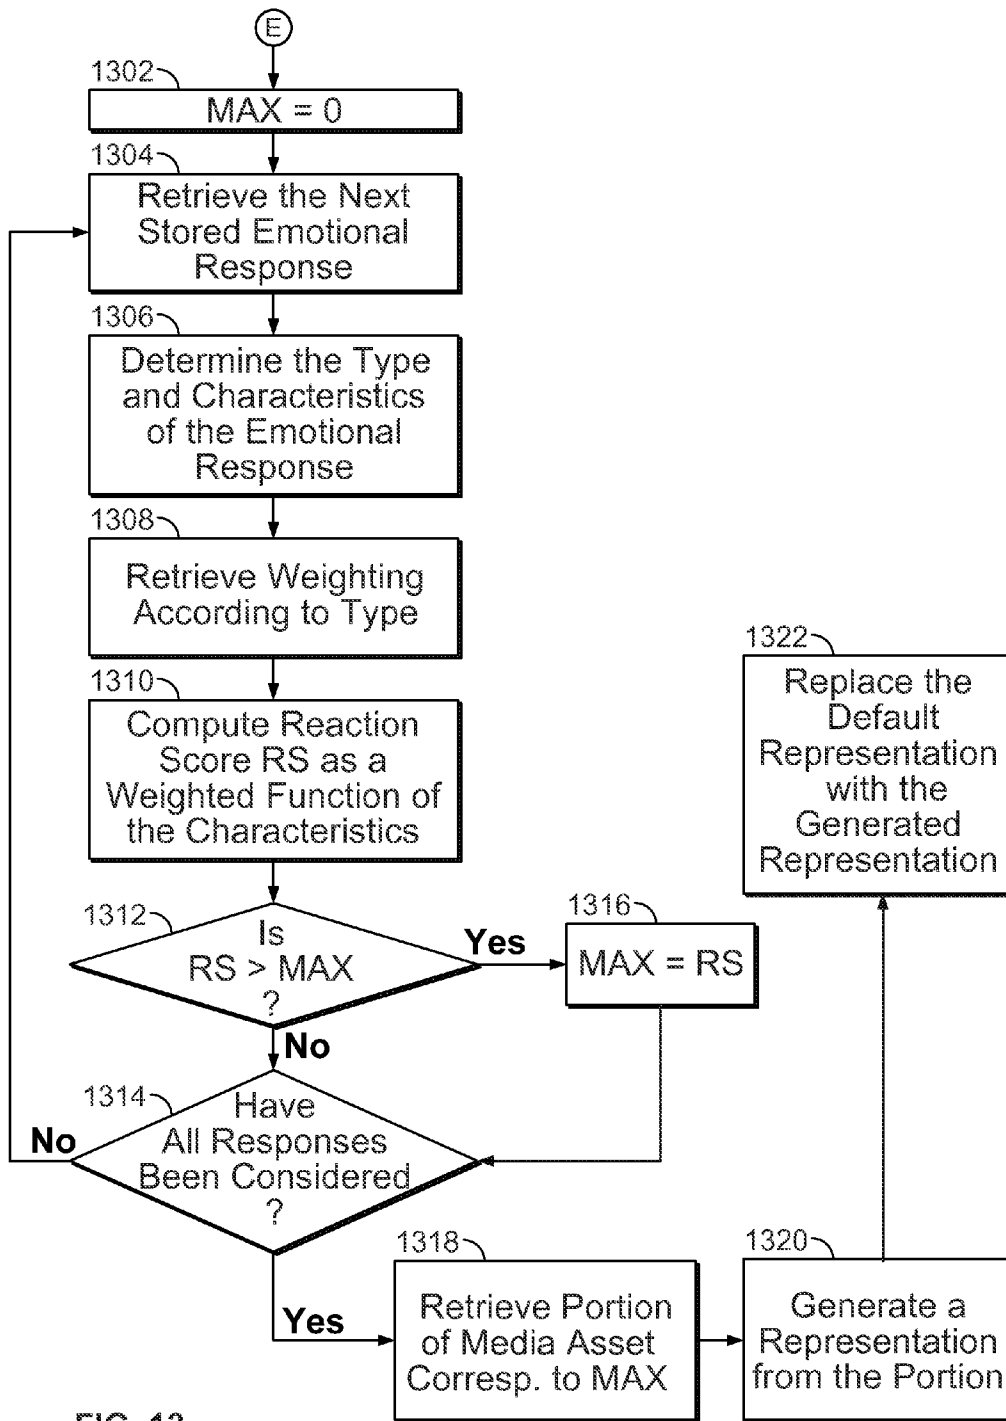 E
1302
MAX = 0
1304
Retrieve the Next
Stored Emotional
Response
1306
Determine the Type
and Characteristics
of the Emotional
Response
1308
Retrieve Weighting
According to Type
1310
Compute Reaction
Score RS as a
Weighted Function of
the Characteristics
1312
Is
RS > MAX
?
Yes
1316
MAX = RS
No
1314
Have
All Responses
Been Considered
?
No
Yes
1318
Retrieve Portion
of Media Asset
Corresp. to MAX
1320
Generate a
Representation
from the Portion
1322
Replace the
Default
Representation
with the
Generated
Representation
FIG. 13